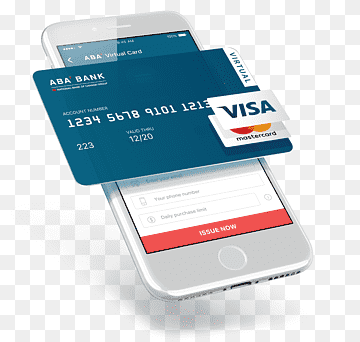 ABA Virtual Card
ABA BANK
VIRTUAL
ACCOUNT NUMBER
1234 5678 9101 1213
VISA
mastercard
VALID THRU
223
12/20
Your phone number
Daily purchase limit
ISSUE NOW